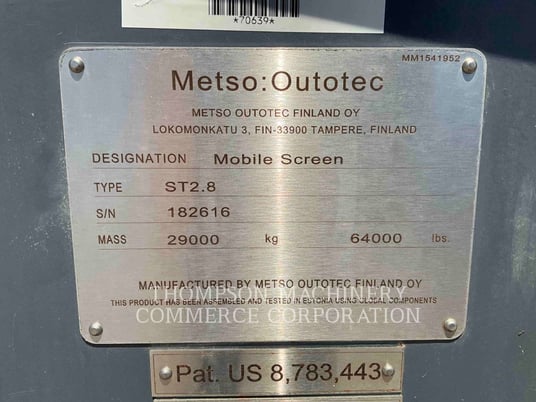 *70639*
MM1541952
Metso:Outotec
METSO OUTOTEC FINLAND OY
LOKOMONKATU 3, FIN-33900 TAMPERE, FINLAND
DESIGNATION Mobile Screen
TYPE ST2.8
S/N 182616
MASS 29000 kg 64000 lbs.
MANUFACTURED BY METSO OUTOTEC FINLAND OY
THIS PRODUCT HAS BEEN ASSEMBLED AND TESTED IN ESTONIA USING GLOBAL COMPONENTS
THOMPSON MACHINERY
COMMERCE CORPORATION
Pat. US 8,783,443